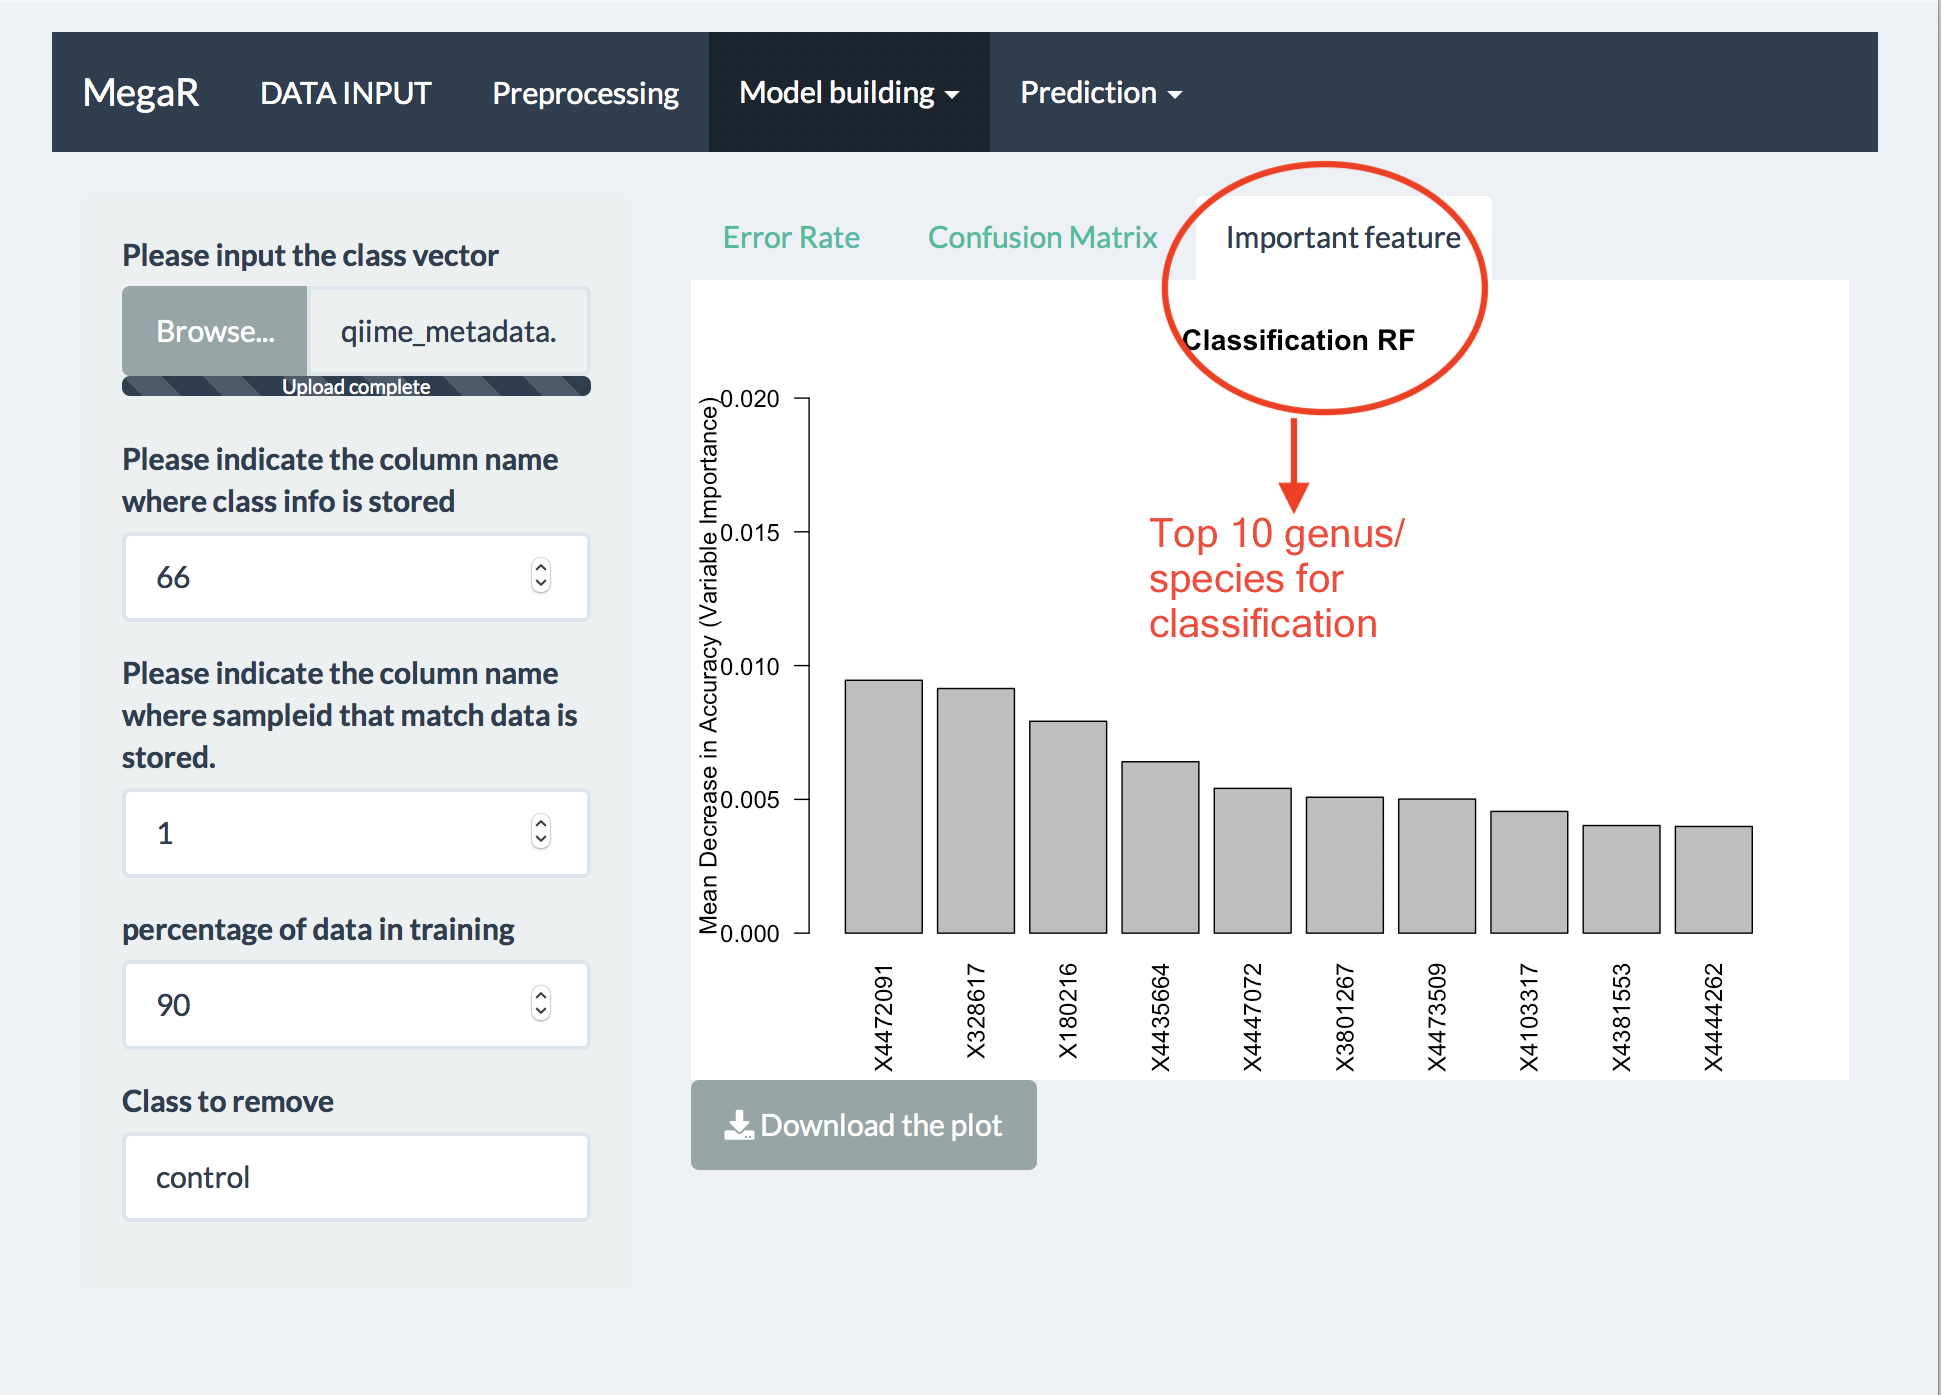 MegaR DATA INPUT Preprocessing Model building Prediction
Please input the class vector
Browse... qiime_metadata.
Upload complete
Please indicate the column name
where class info is stored
66
Please indicate the column name
where sampleid that match data is
stored.
1
percentage of data in training
90
Class to remove
control
Error Rate Confusion Matrix Important feature
Classification RF
Mean Decrease in Accuracy (Variable Importance)
0.020
0.015
0.010
0.005
0.000
Top 10 genus/
species for
classification
X4472091
X328617
X180216
X4435664
X4447072
X3801267
X4473509
X4103317
X4381553
X4444262
Download the plot